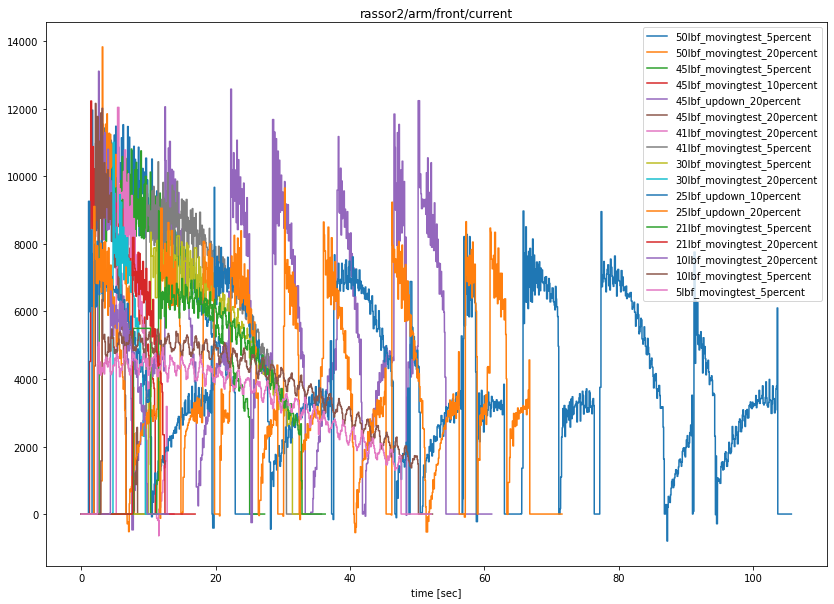 rassor2/arm/front/current
14000
12000
10000
8000
6000
4000
2000
0
50lbf_movingtest_5percent
50lbf_movingtest_20percent
45lbf_movingtest_5percent
45lbf_movingtest_10percent
45lbf_updown_20percent
45lbf_movingtest_20percent
41lbf_movingtest_20percent
41lbf_movingtest_5percent
30lbf_movingtest_5percent
30lbf_movingtest_20percent
25lbf_updown_10percent
25lbf_updown_20percent
21lbf_movingtest_5percent
21lbf_movingtest_20percent
10lbf_movingtest_20percent
10lbf_movingtest_5percent
5lbf_movingtest_5percent
0 20 40 60 80 100
time [sec]